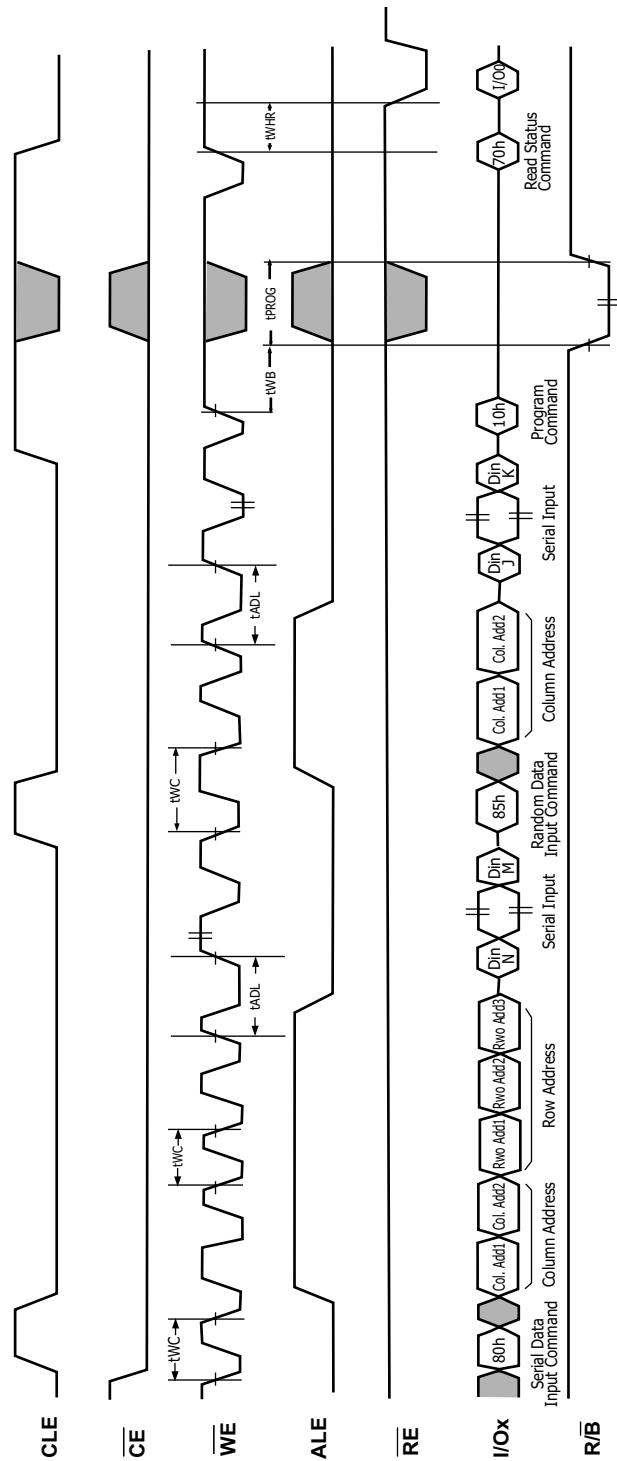 CLE
CE
WE
tWC
tWC
tADL
tWC
tADL
tWB
tPROG
tWHR
ALE
RE
I/Ox
80h
Col. Add1
Col. Add2
Rwo Add1
Rwo Add2
Rwo Add3
Din
N
Din
M
85h
Col. Add1
Col. Add2
Din
J
Din
K
10h
70h
I/O0
Serial Data
Input Command
Column Address
Row Address
Serial Input
Random Data
Input Command
Column Address
Serial Input
Program
Command
Read Status
Command
R/B